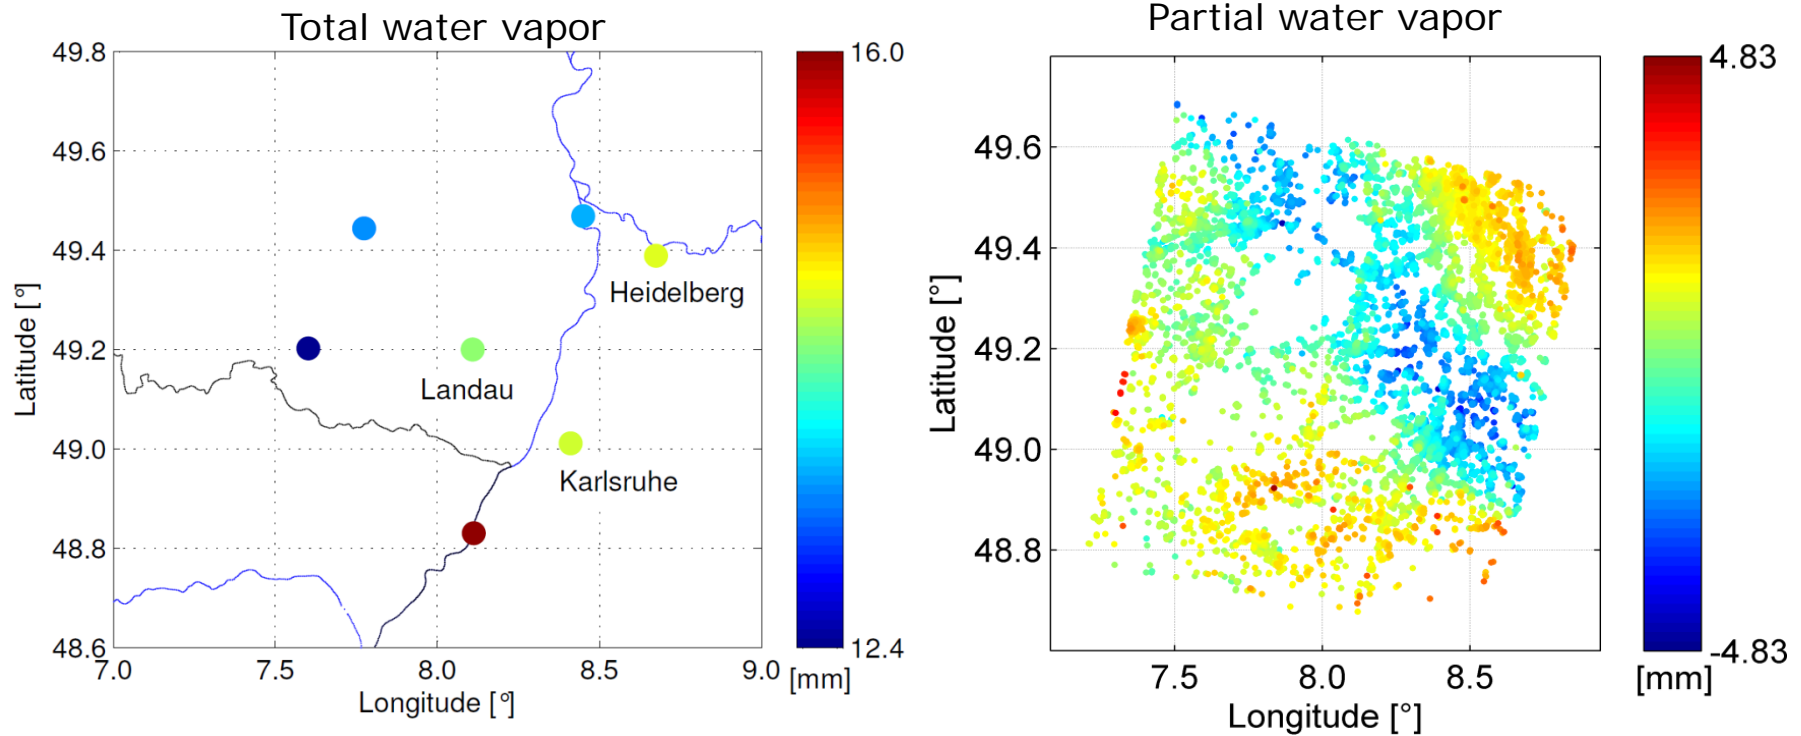 Total water vapor
49.8
49.6
49.4
49.2
49.0
48.8
48.6
7.0 7.5 8.0 8.5 9.0
Latitude [°]
Longitude [°]
Heidelberg
Landau
Karlsruhe
16.0
12.4
[mm]
Partial water vapor
49.6
49.4
49.2
49.0
48.8
7.5 8.0 8.5
Latitude [°]
Longitude [°]
4.83
-4.83
[mm]